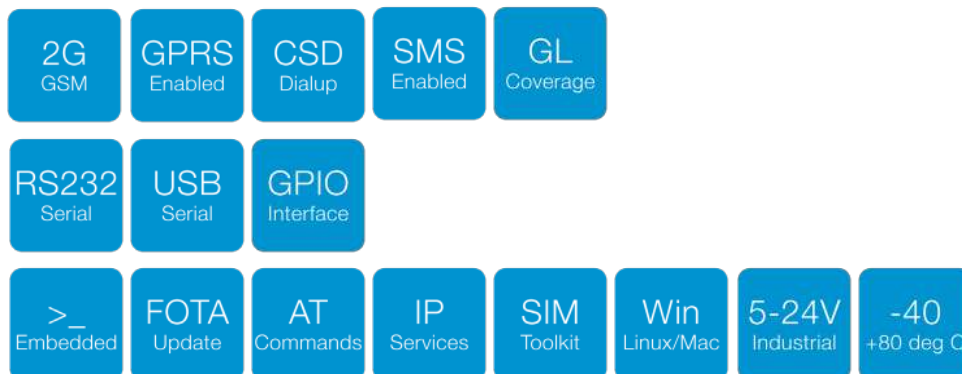 2G GPRS CSD SMS GL
GSM Enabled Dialup Enabled Coverage
RS232 USB GPIO
Serial Serial Interface
>_ FOTA AT IP SIM Win 5-24V -40
Embedded Update Commands Services Toolkit Linux/Mac Industrial +80 deg C